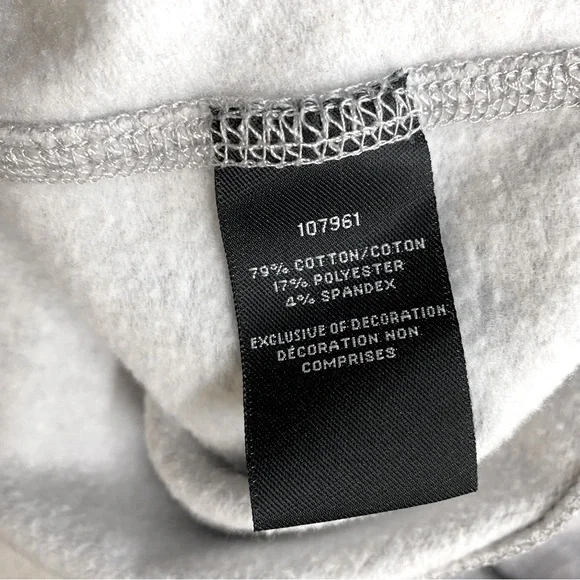 107961
79% COTTON/COTON
17% POLYESTER
4% SPANDEX
EXCLUSIVE OF DECORATION
DÉCORATION NON
COMPRISES